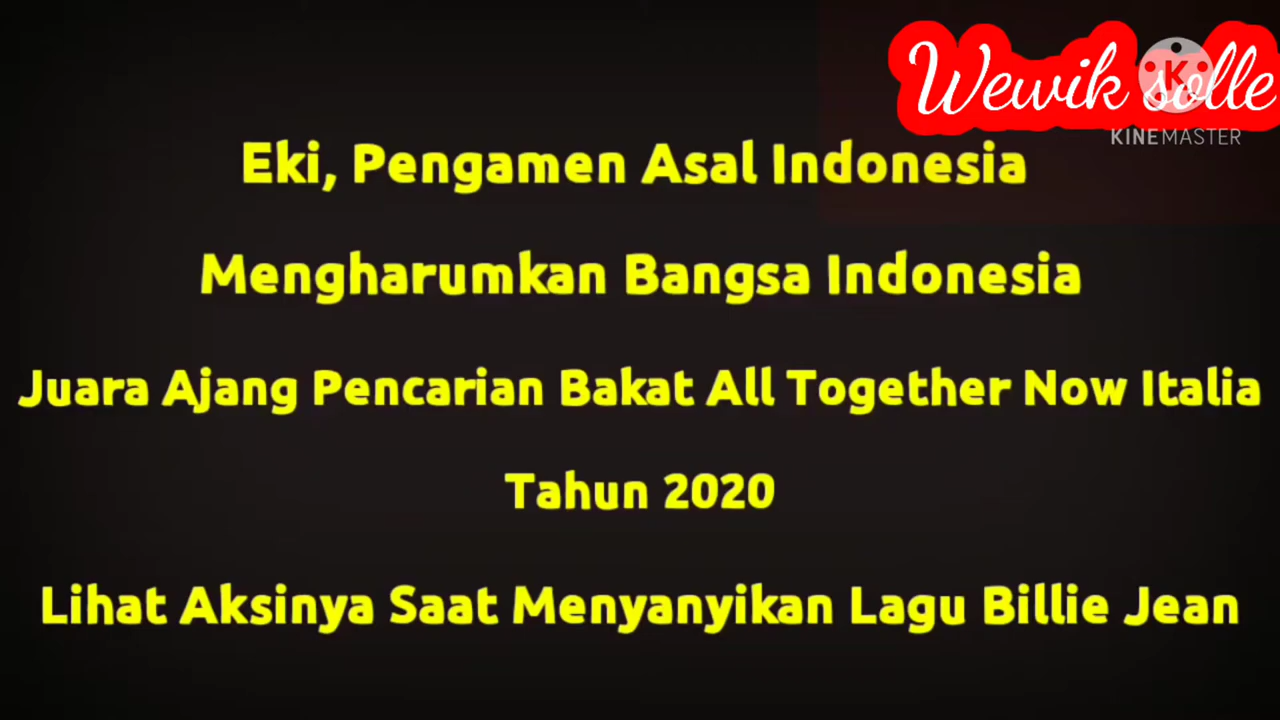 Wewik solle
KINEMASTER
Eki, Pengamen Asal Indonesia
Mengharumkan Bangsa Indonesia
Juara Ajang Pencarian Bakat All Together Now Italia
Tahun 2020
Lihat Aksinya Saat Menyanyikan Lagu Billie Jean